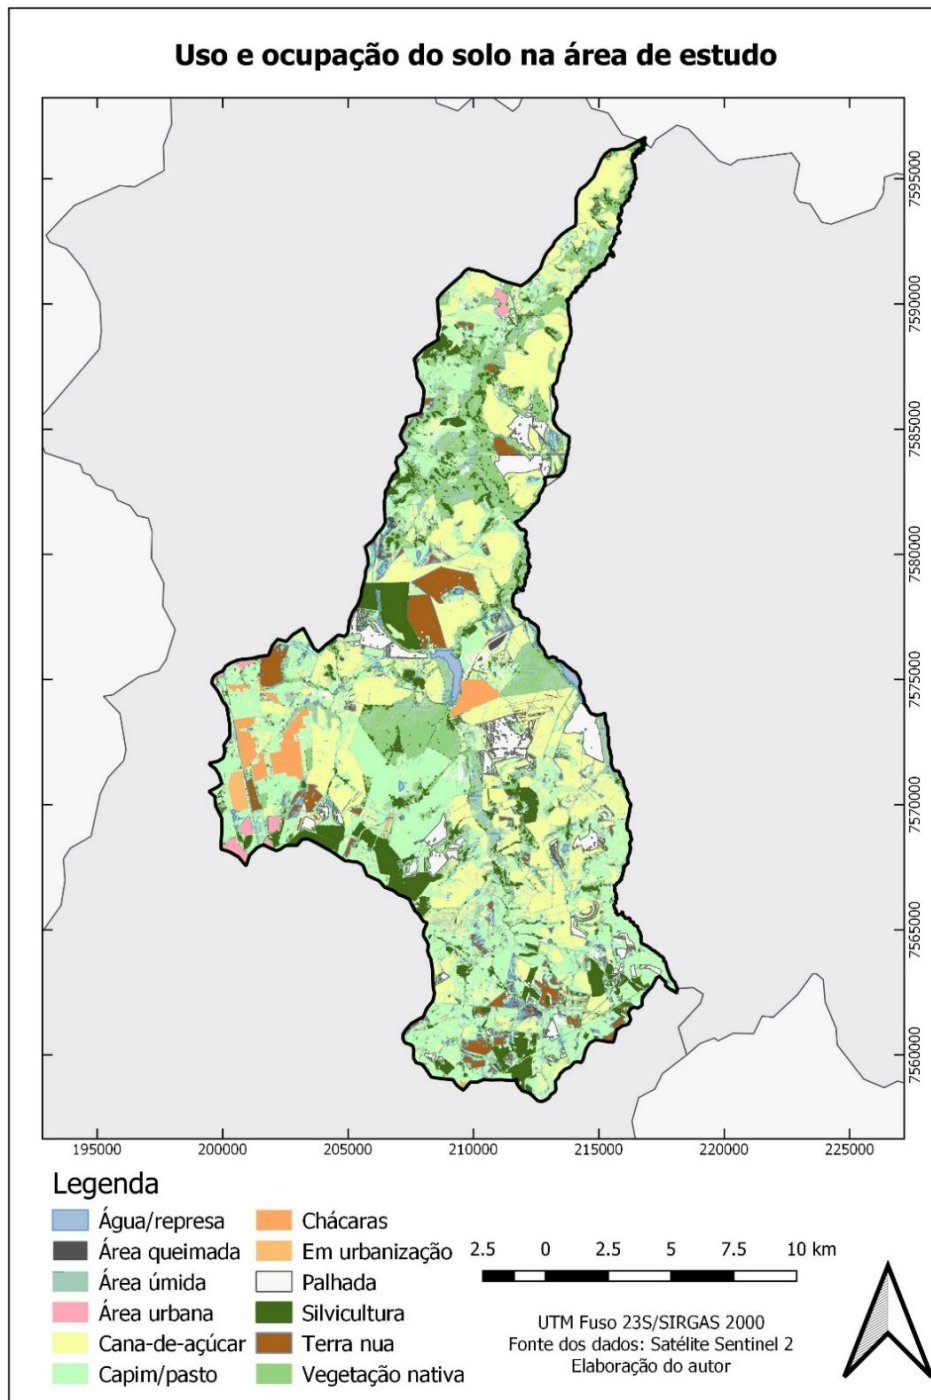 Uso e ocupação do solo na área de estudo
7595000
7590000
7585000
7580000
7575000
7570000
7565000
7560000
195000 200000 205000 210000 215000 220000 225000
Legenda
Água/represa
Área queimada
Área úmida
Área urbana
Cana-de-açúcar
Capim/pasto
Chácaras
Em urbanização
Palhada
Silvicultura
Terra nua
Vegetação nativa
2.5 0 2.5 5 7.5 10 km
UTM Fuso 23S/SIRGAS 2000
Fonte dos dados: Satélite Sentinel 2
Elaboração do autor